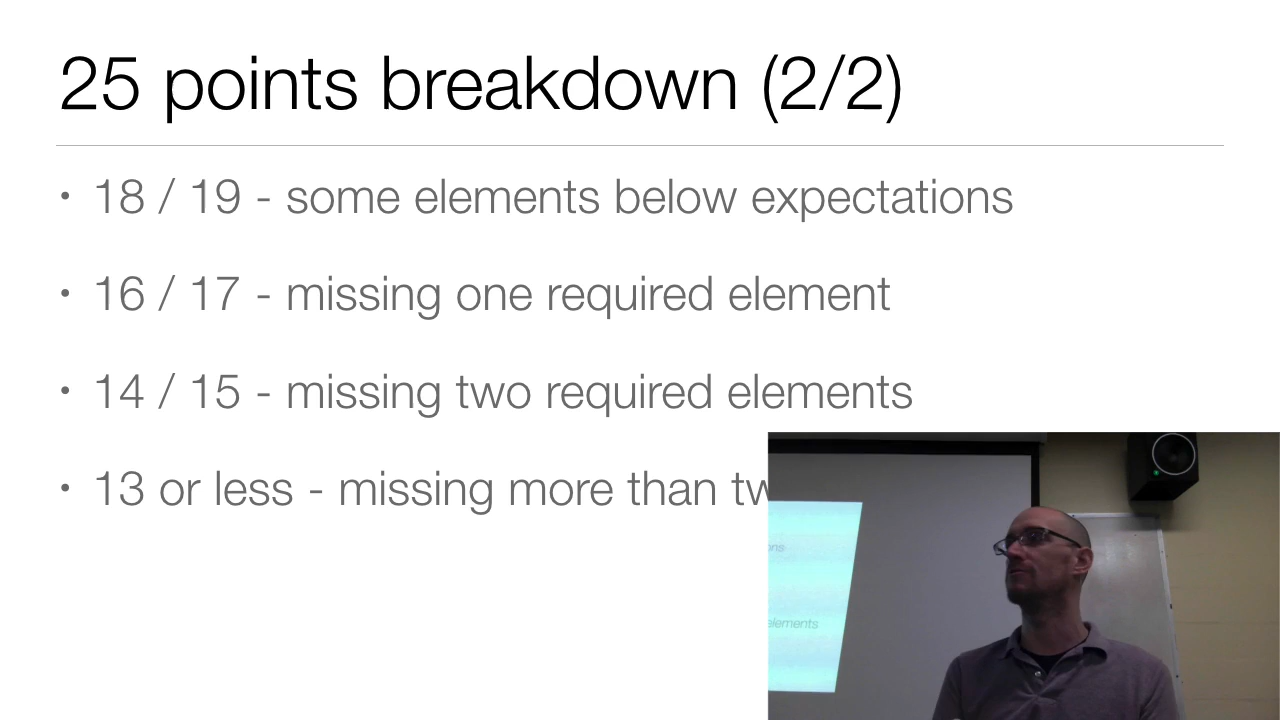 25 points breakdown (2/2)
• 18 / 19 - some elements below expectations
• 16 / 17 - missing one required element
• 14 / 15 - missing two required elements
• 13 or less - missing more than
elements